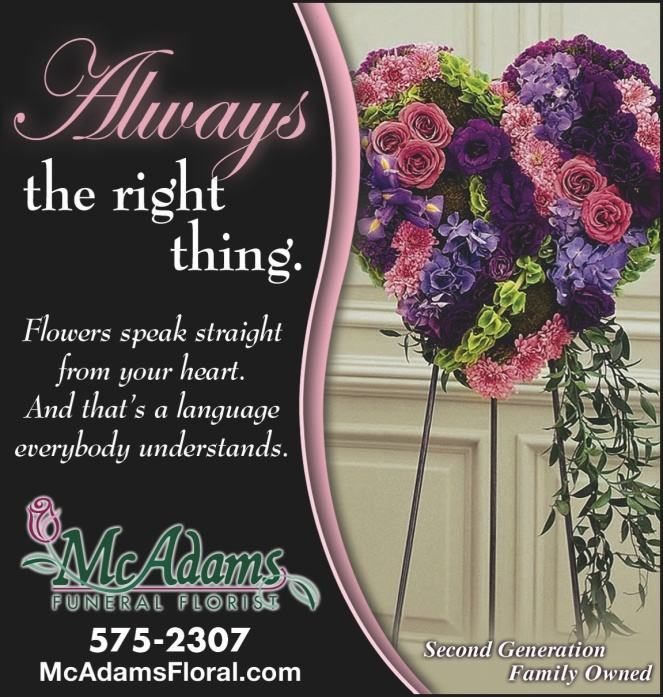 Always
the right
thing.
Flowers speak straight
from your heart.
And that's a language
everybody understands.
McAdams
FUNERAL FLORIST
575-2307
McAdamsFloral.com
Second Generation
Family Owned